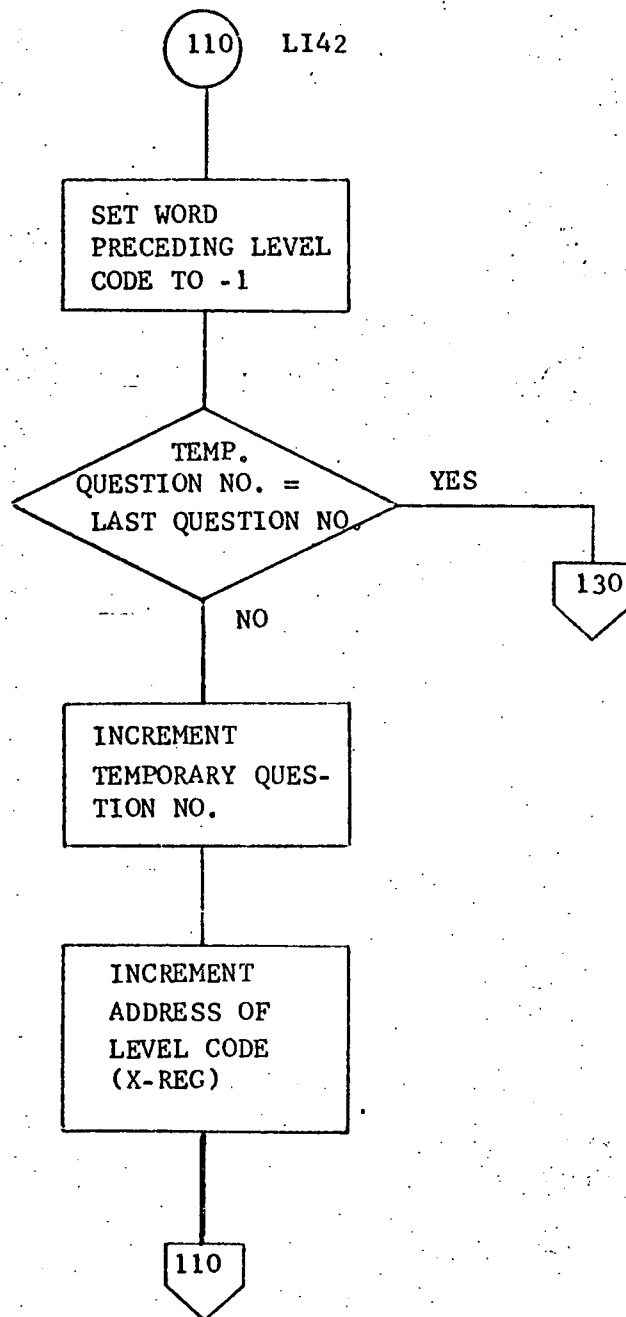 110 LI42
SET WORD
PRECEDING LEVEL
CODE TO -1
TEMP.
QUESTION NO. =
LAST QUESTION NO.
YES
130
NO
INCREMENT
TEMPORARY QUES-
TION NO.
INCREMENT
ADDRESS OF
LEVEL CODE
(X-REG)
110